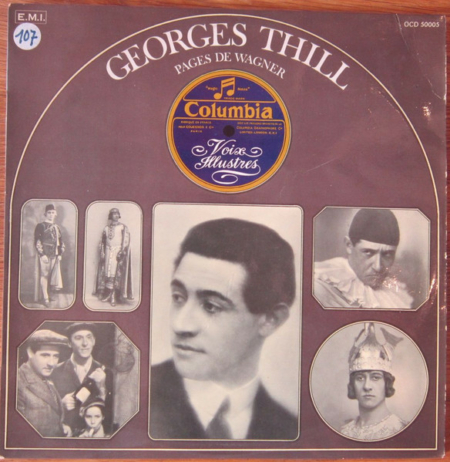 E.M.I.
OCD 50005
107
GEORGES THILL
PAGES DE WAGNER
Columbia
Voix
Illustres